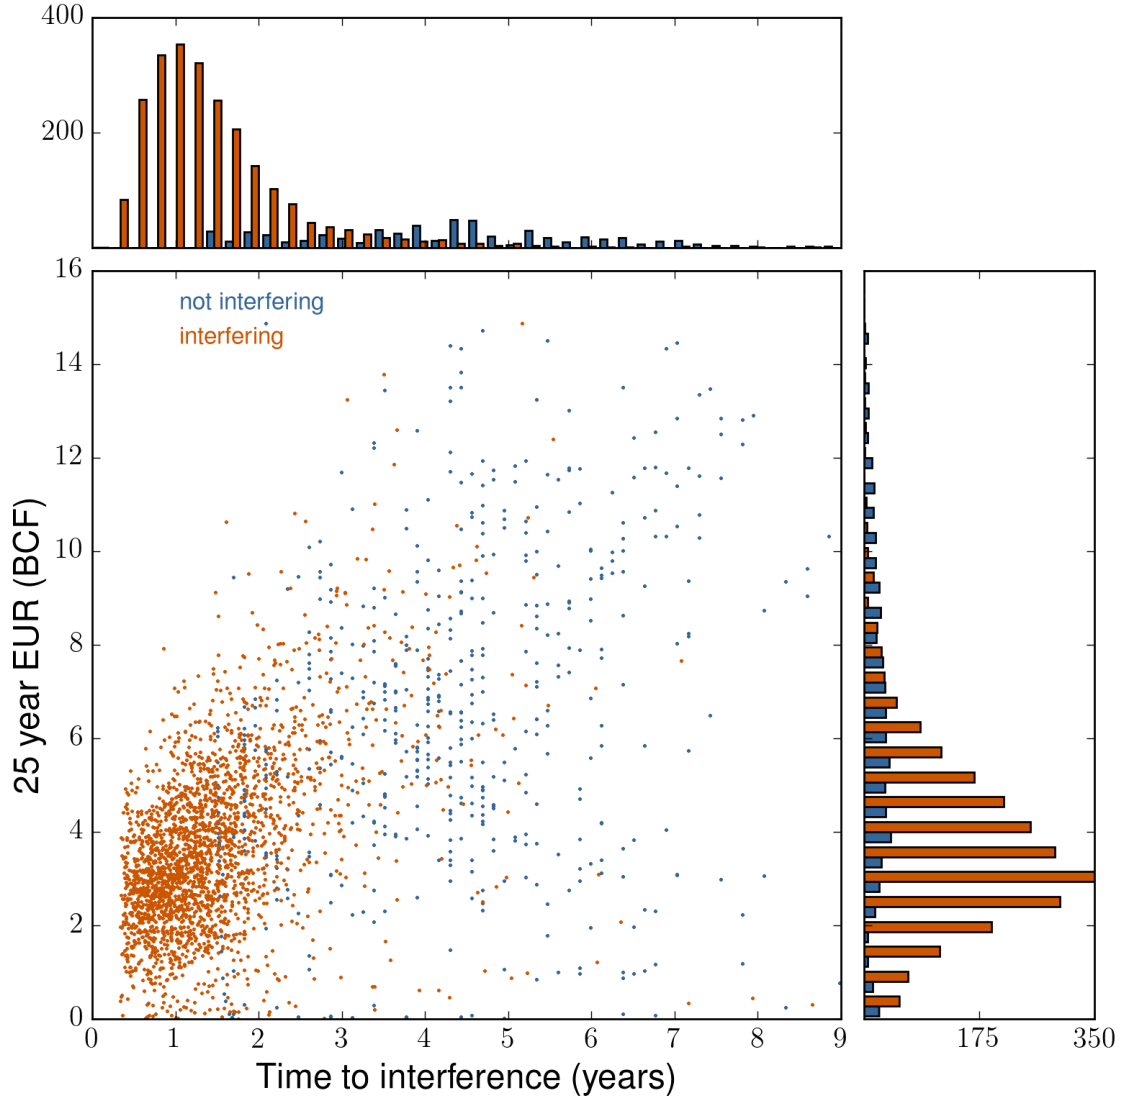 400
200
16
not interfering
interfering
14
12
10
8
6
4
2
0
25 year EUR (BCF)
0 1 2 3 4 5 6 7 8 9
175 350
Time to interference (years)